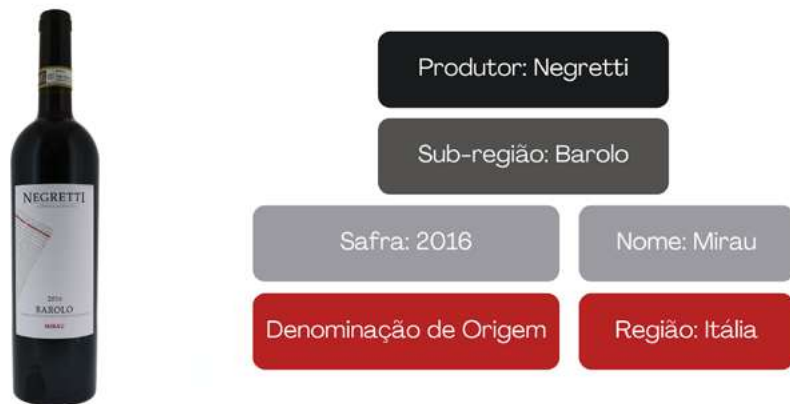 NEGRETTI
2016
BAROLO
MIRAU
Produtor: Negretti
Sub-região: Barolo
Safra: 2016
Nome: Mirau
Denominação de Origem
Região: Itália